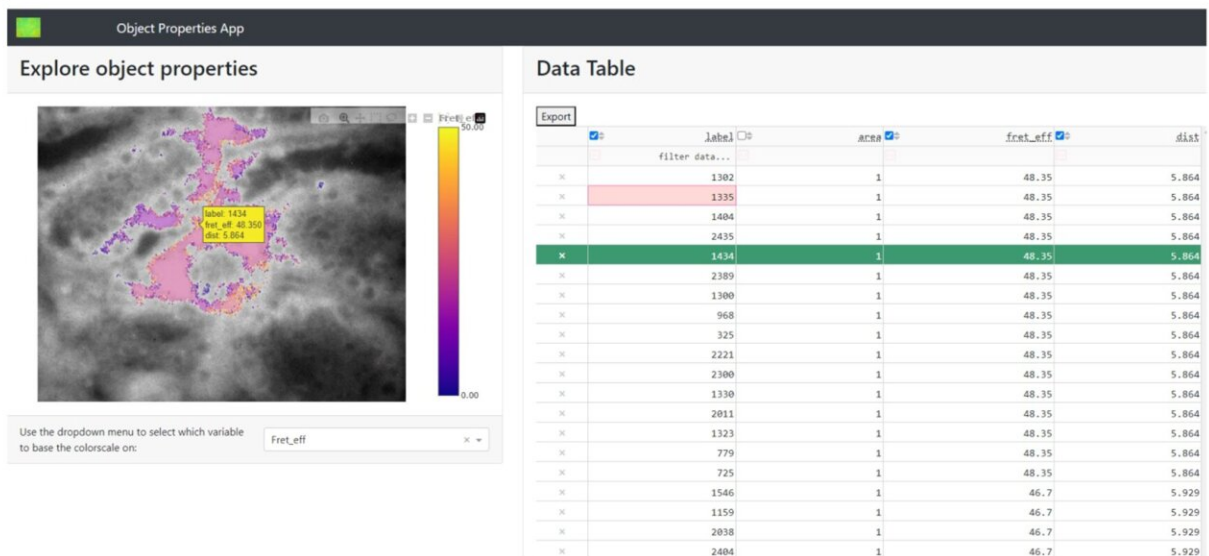 Object Properties App
Explore object properties
50.00
label: 1434
fret_eff: 48.350
dist: 5.864
0.00
Use the dropdown menu to select which variable
to base the colorscale on:
Fret_eff
Data Table
Export
label area fret_eff dist
filter data...
1302 1 48.35 5.864
1335 1 48.35 5.864
1404 1 48.35 5.864
2435 1 48.35 5.864
1434 1 48.35 5.864
2389 1 48.35 5.864
1300 1 48.35 5.864
968 1 48.35 5.864
325 1 48.35 5.864
2221 1 48.35 5.864
2300 1 48.35 5.864
1330 1 48.35 5.864
2011 1 48.35 5.864
1323 1 48.35 5.864
779 1 48.35 5.864
725 1 48.35 5.864
1546 1 46.7 5.929
1159 1 46.7 5.929
2038 1 46.7 5.929
2404 1 46.7 5.929